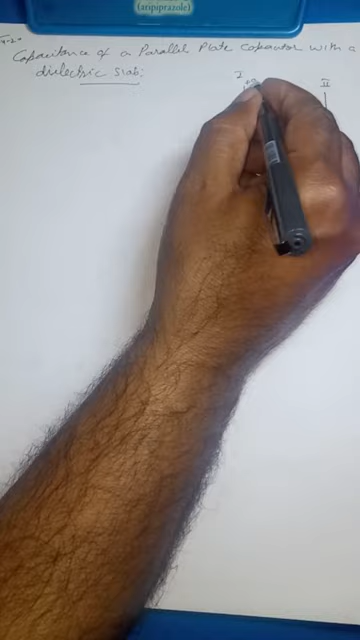 (aripiprazole)
Capacitance of a Parallel Plate Capacitor with a
dielectric slab:
I II